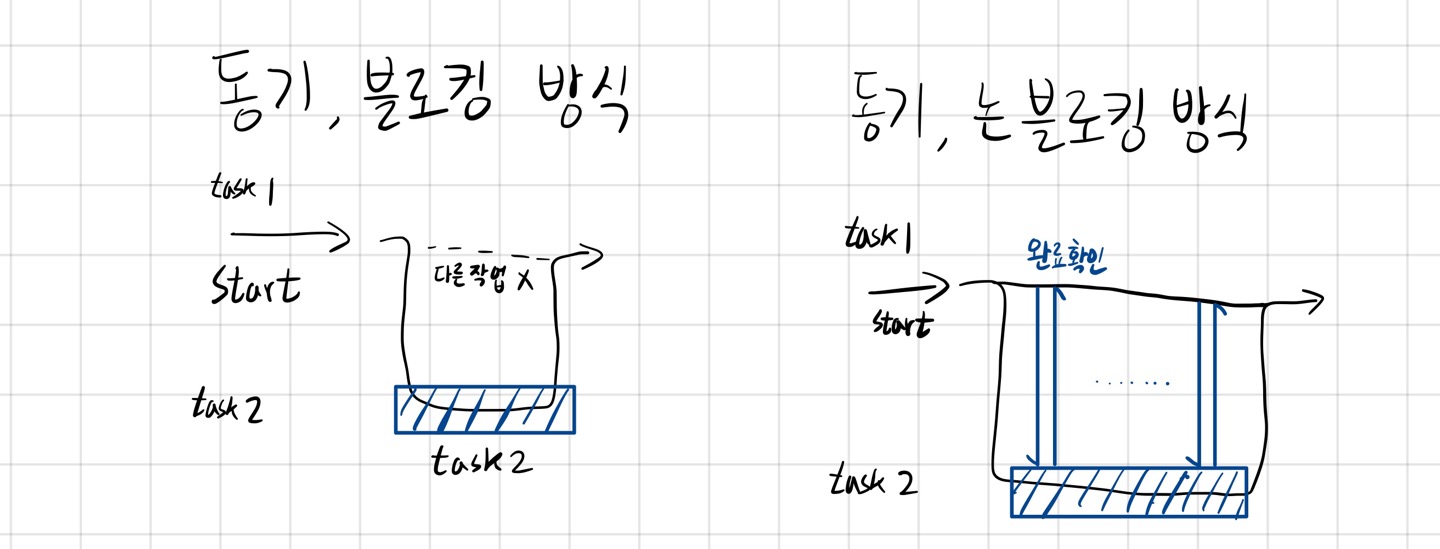 동기, 블로킹 방식
task 1
start
다른작업 X
task 2
task 2
동기, 논블로킹 방식
task 1
완료확인
start
.......
task 2